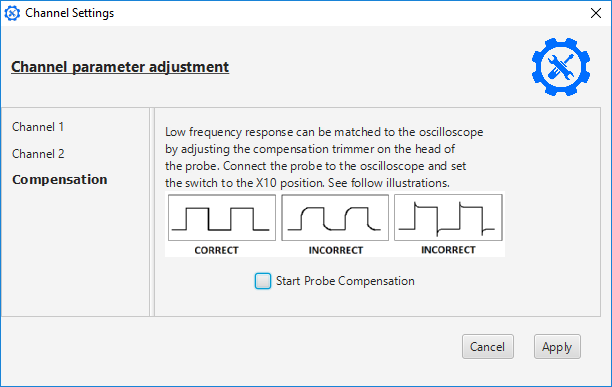 Channel Settings
Channel parameter adjustment
Channel 1
Channel 2
Compensation
Low frequency response can be matched to the oscilloscope
by adjusting the compensation trimmer on the head of
the probe. Connect the probe to the oscilloscope and set
the switch to the X10 position. See follow illustrations.
CORRECT INCORRECT INCORRECT
Start Probe Compensation
Cancel Apply